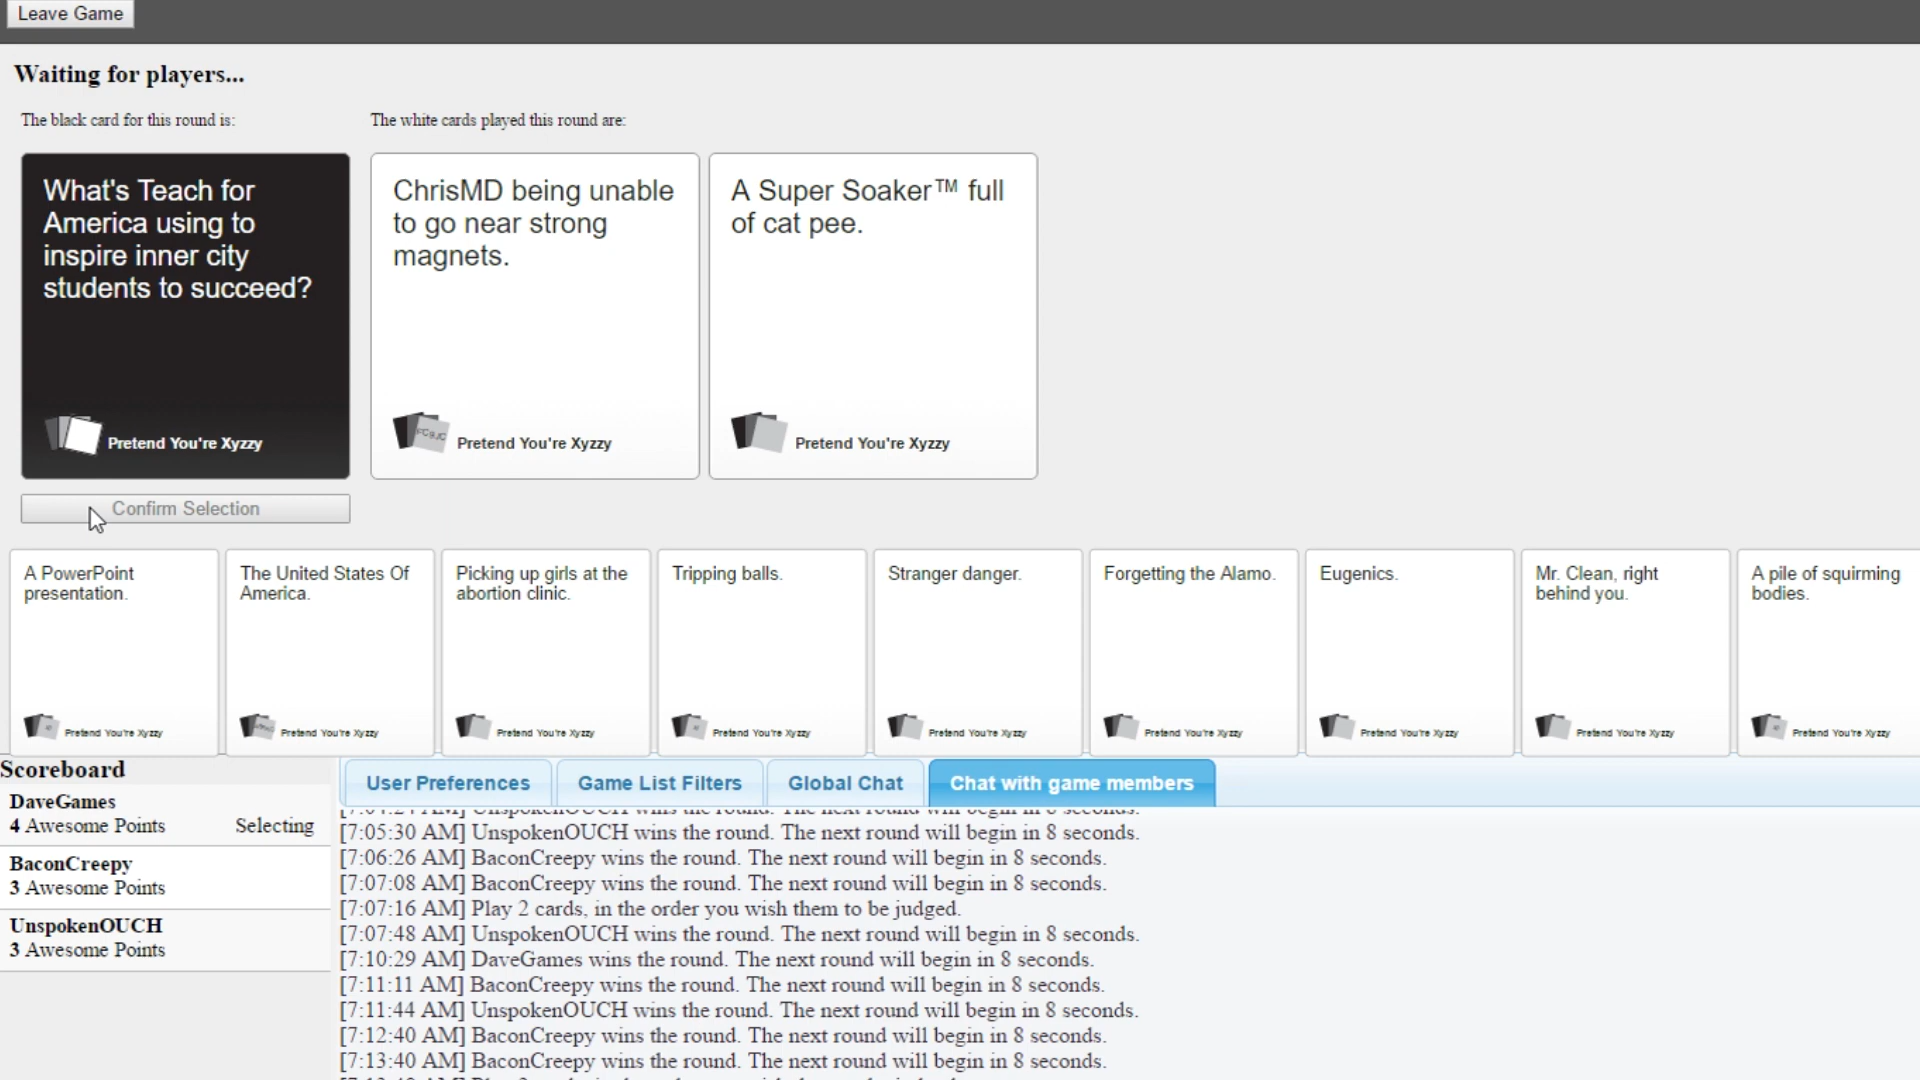 Leave Game
Waiting for players...
The black card for this round is:
The white cards played this round are:
What's Teach for
America using to
inspire inner city
students to succeed?
Pretend You're Xyzzy
ChrisMD being unable
to go near strong
magnets.
Pretend You're Xyzzy
A Super Soaker™ full
of cat pee.
Pretend You're Xyzzy
Confirm Selection
A PowerPoint
presentation.
Pretend You're Xyzzy
The United States Of
America.
Pretend You're Xyzzy
Picking up girls at the
abortion clinic.
Pretend You're Xyzzy
Tripping balls.
Pretend You're Xyzzy
Stranger danger.
Pretend You're Xyzzy
Forgetting the Alamo.
Pretend You're Xyzzy
Eugenics.
Pretend You're Xyzzy
Mr. Clean, right
behind you.
Pretend You're Xyzzy
A pile of squirming
bodies.
Pretend You're Xyzzy
Scoreboard
DaveGames
4 Awesome Points Selecting
BaconCreepy
3 Awesome Points
UnspokenOUCH
3 Awesome Points
User Preferences
Game List Filters
Global Chat
Chat with game members
[7:05:30 AM] UnspokenOUCH wins the round. The next round will begin in 8 seconds.
[7:06:26 AM] BaconCreepy wins the round. The next round will begin in 8 seconds.
[7:07:08 AM] BaconCreepy wins the round. The next round will begin in 8 seconds.
[7:07:16 AM] Play 2 cards, in the order you wish them to be judged.
[7:07:48 AM] UnspokenOUCH wins the round. The next round will begin in 8 seconds.
[7:10:29 AM] DaveGames wins the round. The next round will begin in 8 seconds.
[7:11:11 AM] BaconCreepy wins the round. The next round will begin in 8 seconds.
[7:11:44 AM] UnspokenOUCH wins the round. The next round will begin in 8 seconds.
[7:12:40 AM] BaconCreepy wins the round. The next round will begin in 8 seconds.
[7:13:40 AM] BaconCreepy wins the round. The next round will begin in 8 seconds.